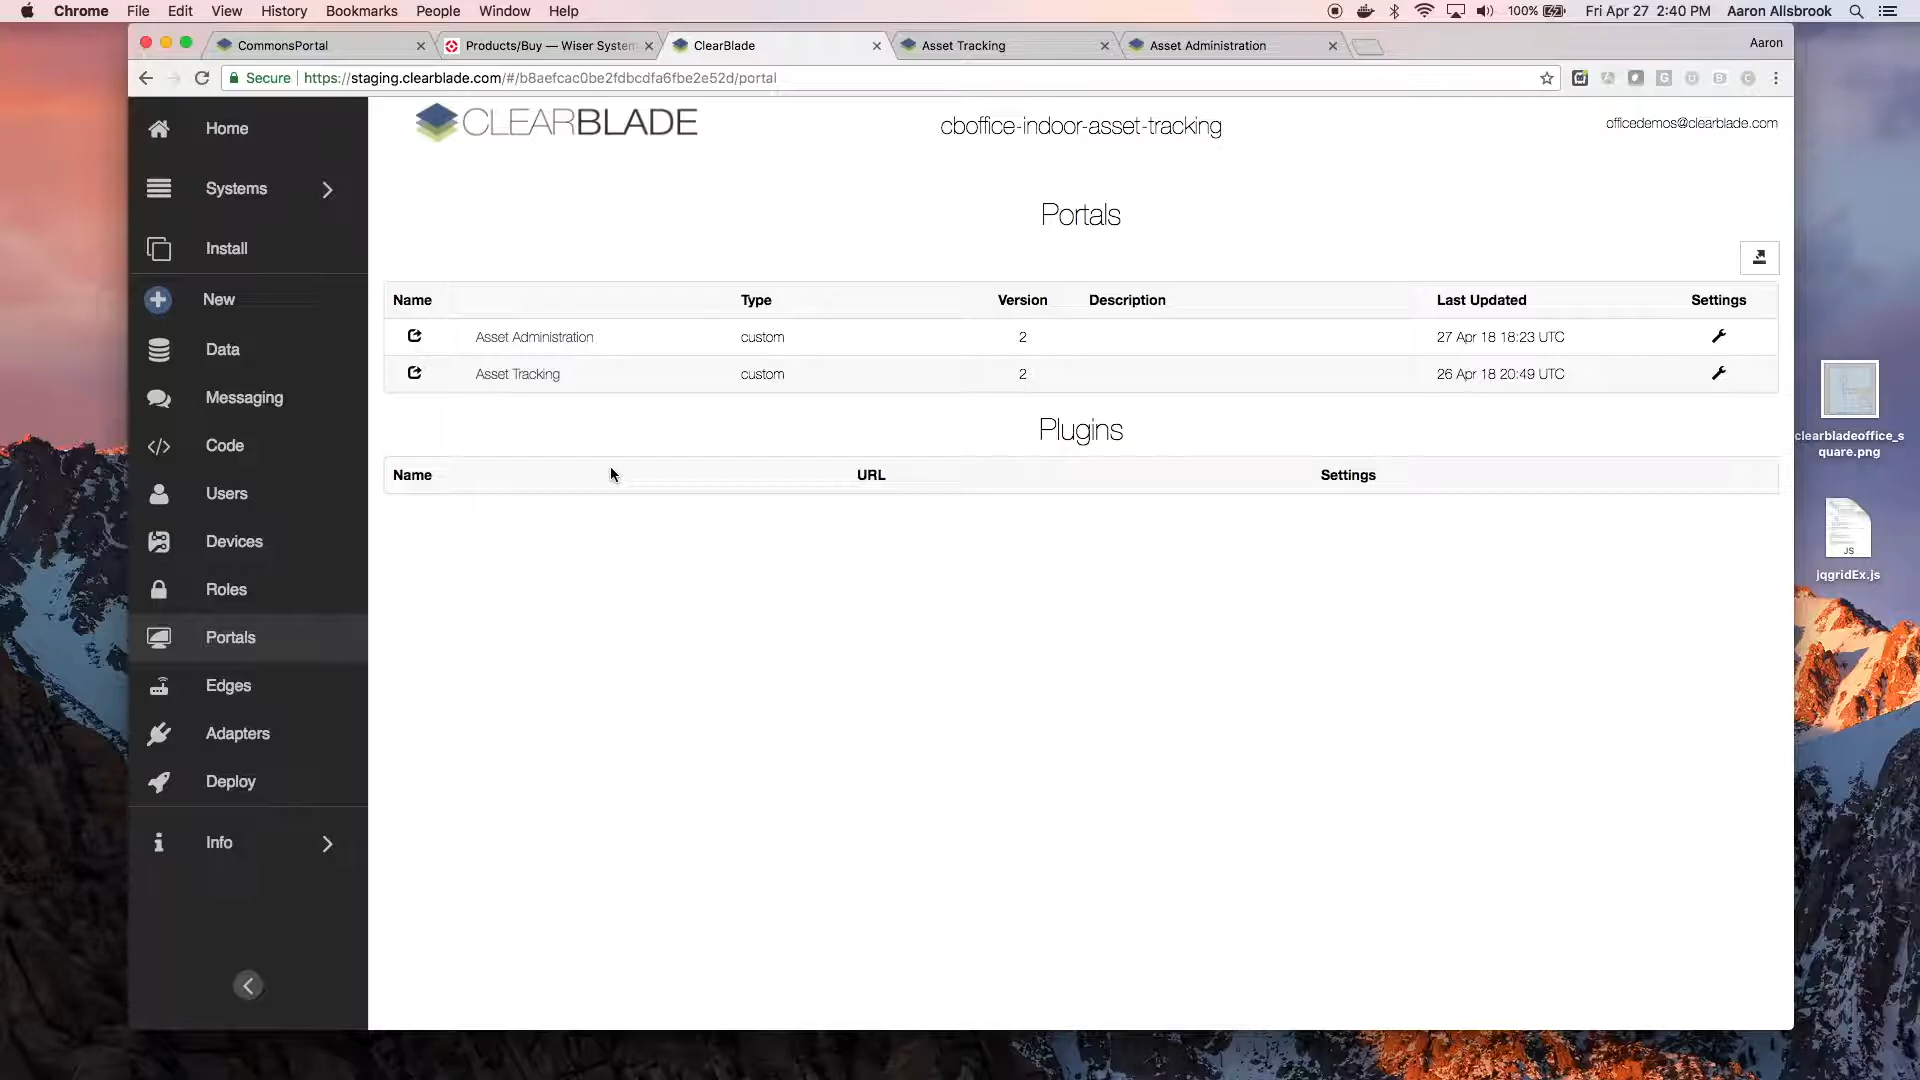 Chrome File Edit View History Bookmarks People Window Help 100% Fri Apr 27 2:40 PM Aaron Allsbrook
CommonsPortal Products/Buy — Wiser System ClearBlade Asset Tracking Asset Administration Aaron
Secure https://staging.clearblade.com/#/b8aefcac0be2fdbcdfa6fbe2e52d/portal
CLEARBLADE cboffice-indoor-asset-tracking officedemos@clearblade.com
Home
Systems
Install
New
Data
Messaging
Code
Users
Devices
Roles
Portals
Edges
Adapters
Deploy
Info
Portals
Name Type Version Description Last Updated Settings
Asset Administration custom 2 27 Apr 18 18:23 UTC
Asset Tracking custom 2 26 Apr 18 20:49 UTC
Plugins
Name URL Settings
clearbladeoffice_s
quare.png
JS
jqgridEx.js